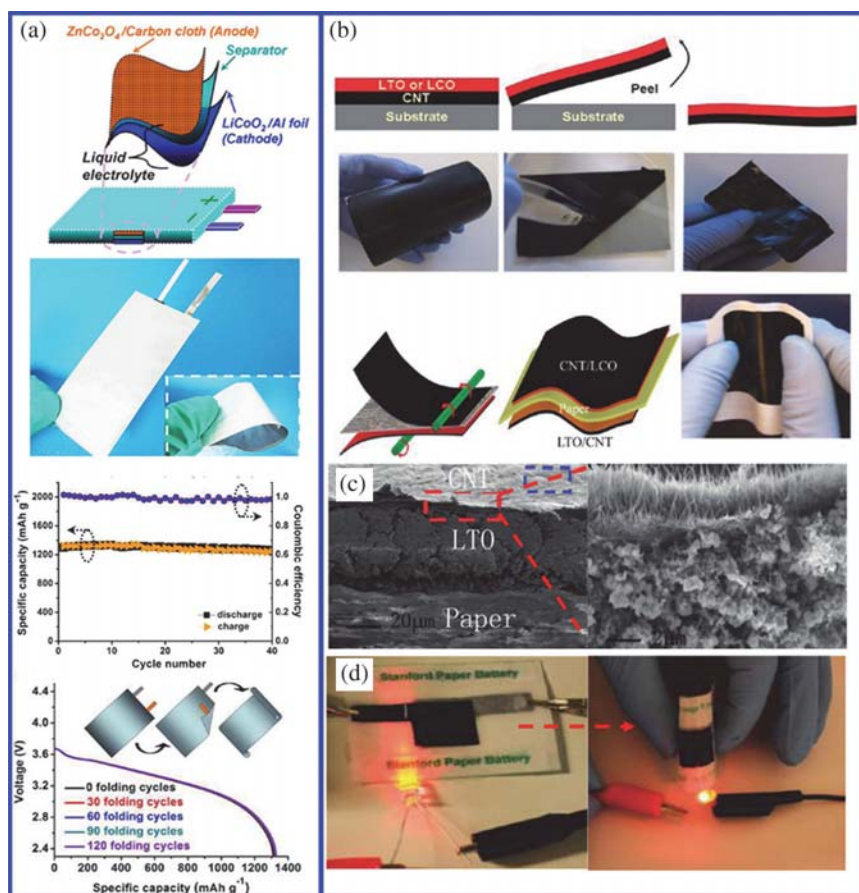 (a)
ZnCo₂O₄/Carbon cloth (Anode)
Separator
LiCoO₂/Al foil
(Cathode)
Liquid
electrolyte
+
−
Specific capacity (mAh g⁻¹)
2000
1600
1200
800
400
0
Coulombic efficiency
1.0
0.8
0.6
0.4
0.2
0.0
discharge
charge
0 10 20 30 40
Cycle number
Voltage (V)
4.4
4.0
3.6
3.2
2.8
2.4
0 folding cycles
30 folding cycles
60 folding cycles
90 folding cycles
120 folding cycles
0 200 400 600 800 1000 1200 1400
Specific capacity (mAh g⁻¹)
(b)
LTO or LCO
CNT
Substrate
Peel
Substrate
CNT/LCO
Paper
LTO/CNT
(c)
CNT
LTO
Paper
20μm
(d)
Stanford Paper Battery
Stanford Paper Battery